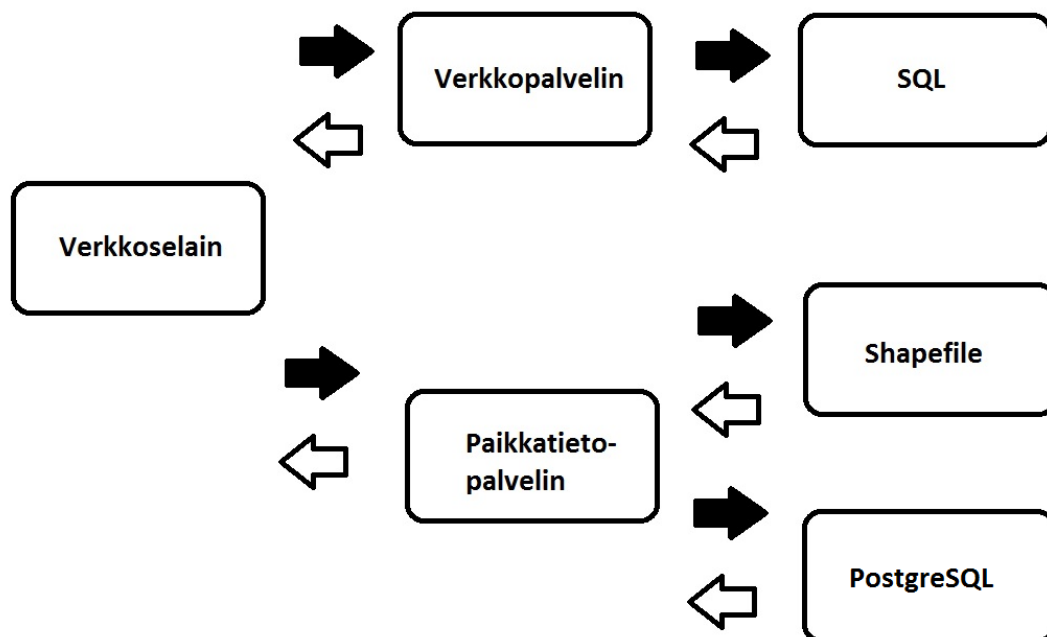 Verkkopalvelin
SQL
Verkkoselain
Shapefile
Paikkatieto-
palvelin
PostgreSQL